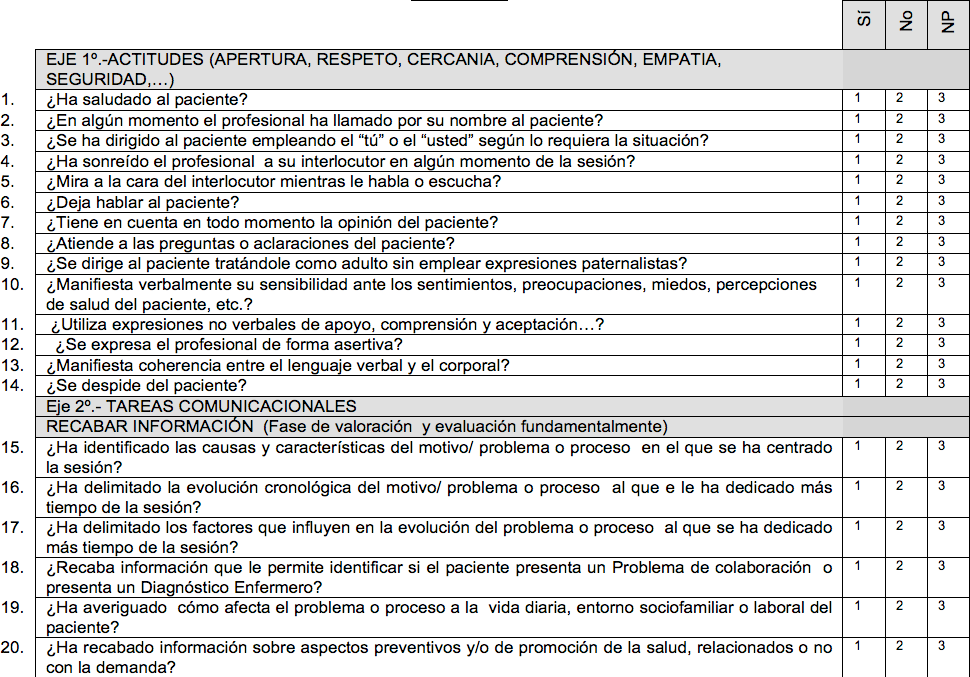 Sí No NP
EJE 1º.-ACTITUDES (APERTURA, RESPETO, CERCANIA, COMPRENSIÓN, EMPATIA,
SEGURIDAD,…)
1. ¿Ha saludado al paciente? 1 2 3
2. ¿En algún momento el profesional ha llamado por su nombre al paciente? 1 2 3
3. ¿Se ha dirigido al paciente empleando el “tú” o el “usted” según lo requiera la situación? 1 2 3
4. ¿Ha sonreído el profesional a su interlocutor en algún momento de la sesión? 1 2 3
5. ¿Mira a la cara del interlocutor mientras le habla o escucha? 1 2 3
6. ¿Deja hablar al paciente? 1 2 3
7. ¿Tiene en cuenta en todo momento la opinión del paciente? 1 2 3
8. ¿Atiende a las preguntas o aclaraciones del paciente? 1 2 3
9. ¿Se dirige al paciente tratándole como adulto sin emplear expresiones paternalistas? 1 2 3
10. ¿Manifiesta verbalmente su sensibilidad ante los sentimientos, preocupaciones, miedos, percepciones 1 2 3
de salud del paciente, etc.?
11. ¿Utiliza expresiones no verbales de apoyo, comprensión y aceptación…? 1 2 3
12. ¿Se expresa el profesional de forma asertiva? 1 2 3
13. ¿Manifiesta coherencia entre el lenguaje verbal y el corporal? 1 2 3
14. ¿Se despide del paciente? 1 2 3
Eje 2º.- TAREAS COMUNICACIONALES
RECABAR INFORMACIÓN (Fase de valoración y evaluación fundamentalmente)
15. ¿Ha identificado las causas y características del motivo/ problema o proceso en el que se ha centrado 1 2 3
la sesión?
16. ¿Ha delimitado la evolución cronológica del motivo/ problema o proceso al que e le ha dedicado más 1 2 3
tiempo de la sesión?
17. ¿Ha delimitado los factores que influyen en la evolución del problema o proceso al que se ha dedicado 1 2 3
más tiempo de la sesión?
18. ¿Recaba información que le permite identificar si el paciente presenta un Problema de colaboración o 1 2 3
presenta un Diagnóstico Enfermero?
19. ¿Ha averiguado cómo afecta el problema o proceso a la vida diaria, entorno sociofamiliar o laboral del 1 2 3
paciente?
20. ¿Ha recabado información sobre aspectos preventivos y/o de promoción de la salud, relacionados o no 1 2 3
con la demanda?